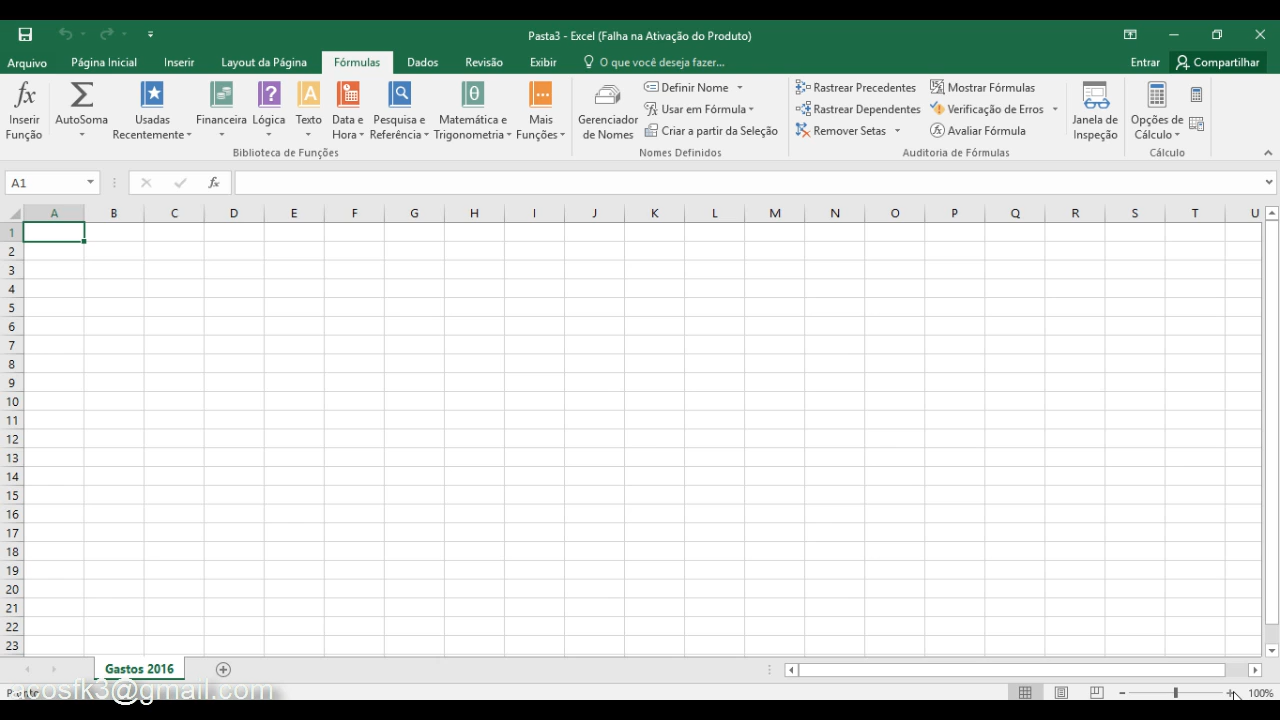 Pasta3 - Excel (Falha na Ativação do Produto)
Arquivo Página Inicial Inserir Layout da Página Fórmulas Dados Revisão Exibir O que você deseja fazer... Entrar Compartilhar
fx Inserir Função
AutoSoma
Usadas Recentemente
Financeira
Lógica
Texto
Data e Hora
Pesquisa e Referência
Matemática e Trigonometria
Mais Funções
Biblioteca de Funções
Gerenciador de Nomes
Definir Nome
Usar em Fórmula
Criar a partir da Seleção
Nomes Definidos
Rastrear Precedentes
Rastrear Dependentes
Remover Setas
Mostrar Fórmulas
Verificação de Erros
Avaliar Fórmula
Auditoria de Fórmulas
Janela de Inspeção
Opções de Cálculo
Cálculo
A1 fx
A B C D E F G H I J K L M N O P Q R S T U
1
2
3
4
5
6
7
8
9
10
11
12
13
14
15
16
17
18
19
20
21
22
23
Gastos 2016
100%